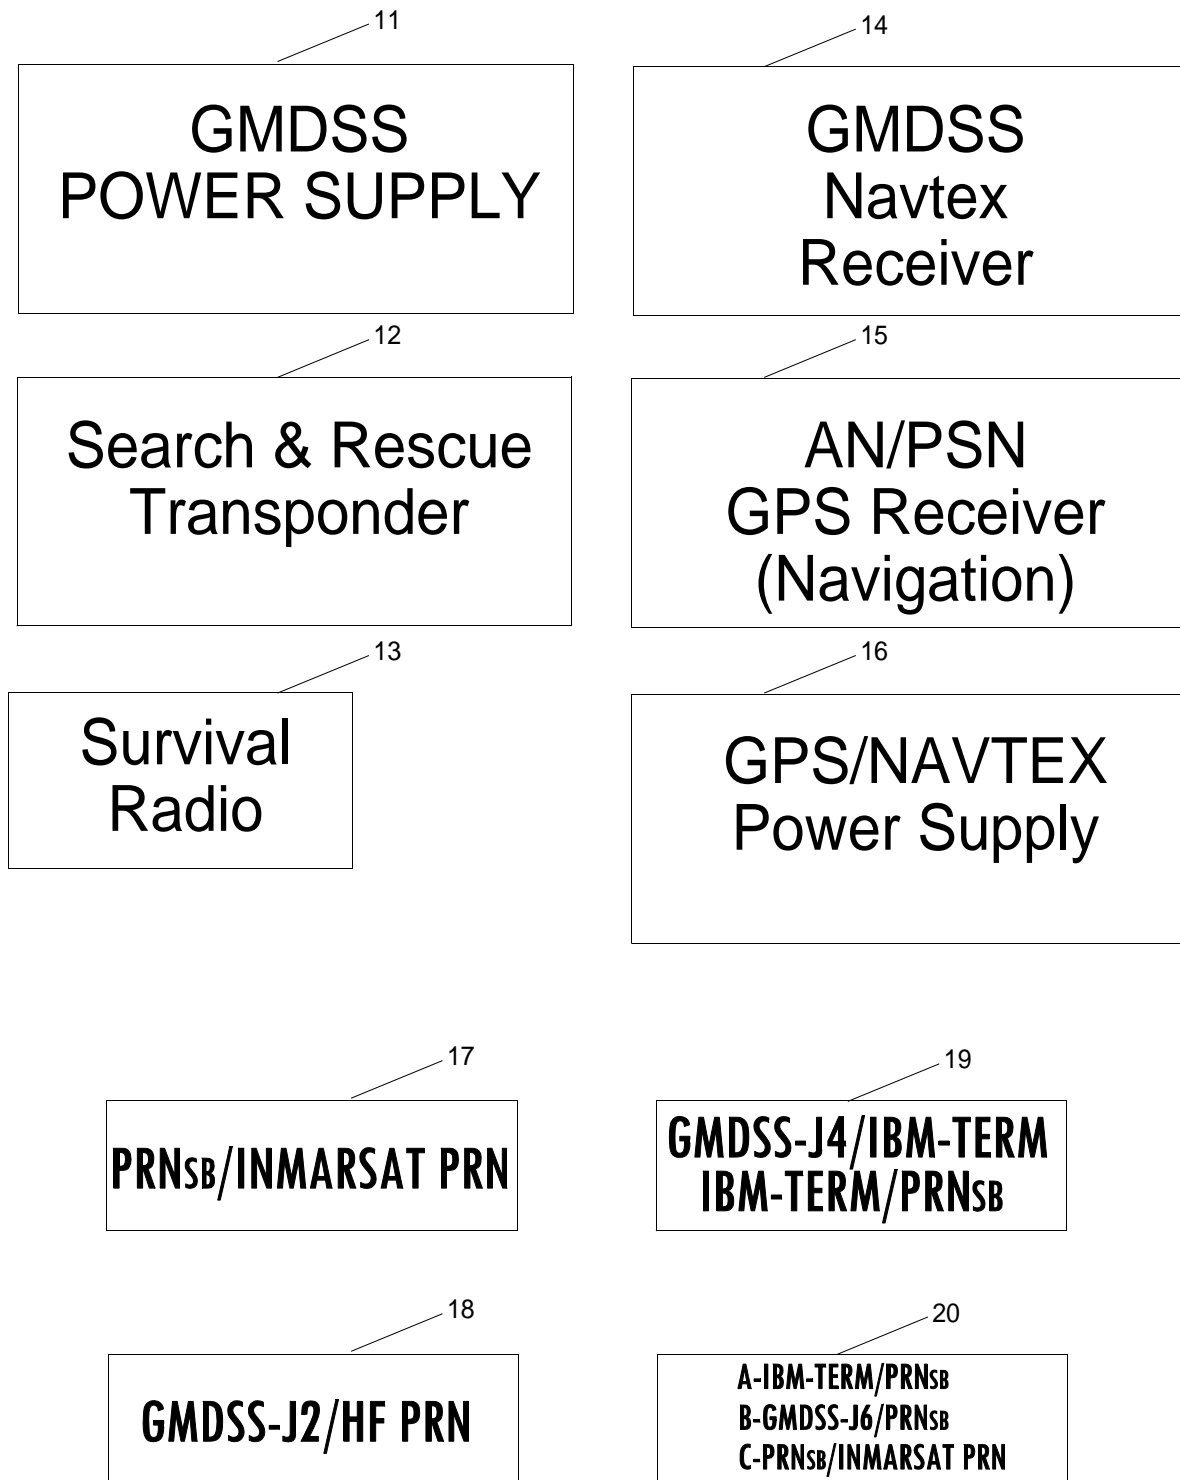 11
GMDSS
POWER SUPPLY
14
GMDSS
Navtex
Receiver
12
Search & Rescue
Transponder
15
AN/PSN
GPS Receiver
(Navigation)
13
Survival
Radio
16
GPS/NAVTEX
Power Supply
17
PRNSB/INMARSAT PRN
19
GMDSS-J4/IBM-TERM
IBM-TERM/PRNSB
18
GMDSS-J2/HF PRN
20
A-IBM-TERM/PRNSB
B-GMDSS-J6/PRNSB
C-PRNSB/INMARSAT PRN